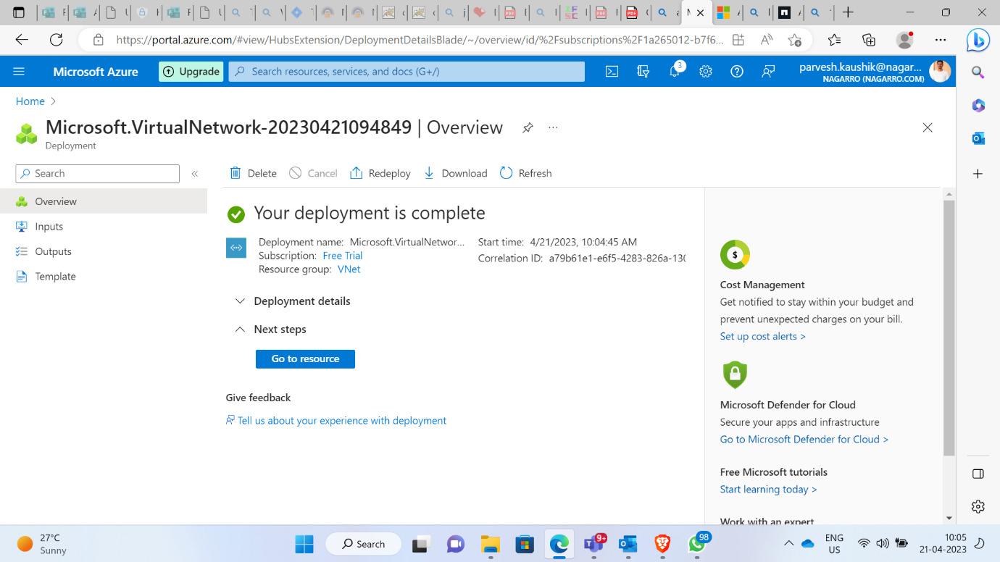 https://portal.azure.com/#view/HubsExtension/DeploymentDetailsBlade/~/overview/id/%2Fsubscriptions%2F1a265012-b7f6...
Microsoft Azure
Upgrade
Search resources, services, and docs (G+/)
3
parvesh.kaushik@nagar...
NAGARRO (NAGARRO.COM)
Home
Microsoft.VirtualNetwork-20230421094849 | Overview
Deployment
Search
Delete
Cancel
Redeploy
Download
Refresh
Overview
Inputs
Outputs
Template
Your deployment is complete
Deployment name: Microsoft.VirtualNetwor...
Subscription: Free Trial
Resource group: VNet
Start time: 4/21/2023, 10:04:45 AM
Correlation ID: a79b61e1-e6f5-4283-826a-130
Deployment details
Next steps
Go to resource
Give feedback
Tell us about your experience with deployment
Cost Management
Get notified to stay within your budget and
prevent unexpected charges on your bill.
Set up cost alerts >
Microsoft Defender for Cloud
Secure your apps and infrastructure
Go to Microsoft Defender for Cloud >
Free Microsoft tutorials
Start learning today >
Work with an expert
27°C
Sunny
Search
9+
98
ENG
US
10:05
21-04-2023